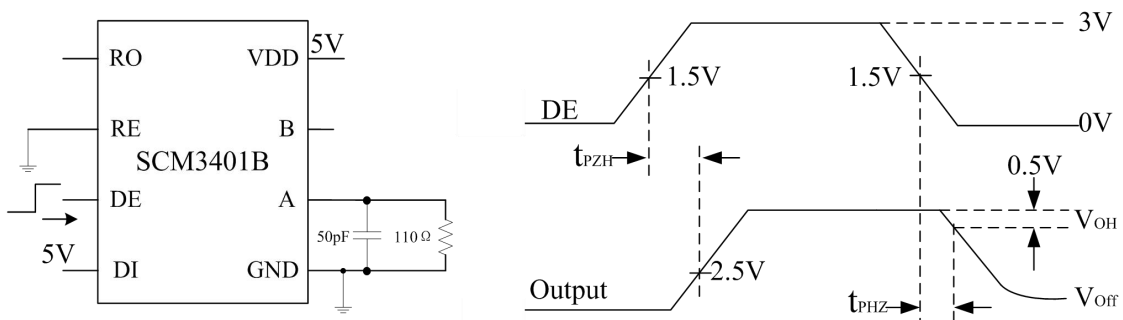 RO
VDD
5V
RE
B
SCM3401B
DE
A
50pF
110Ω
5V
DI
GND
3V
1.5V
1.5V
DE
0V
tPZH
0.5V
VOH
2.5V
Output
tPHZ
VOff